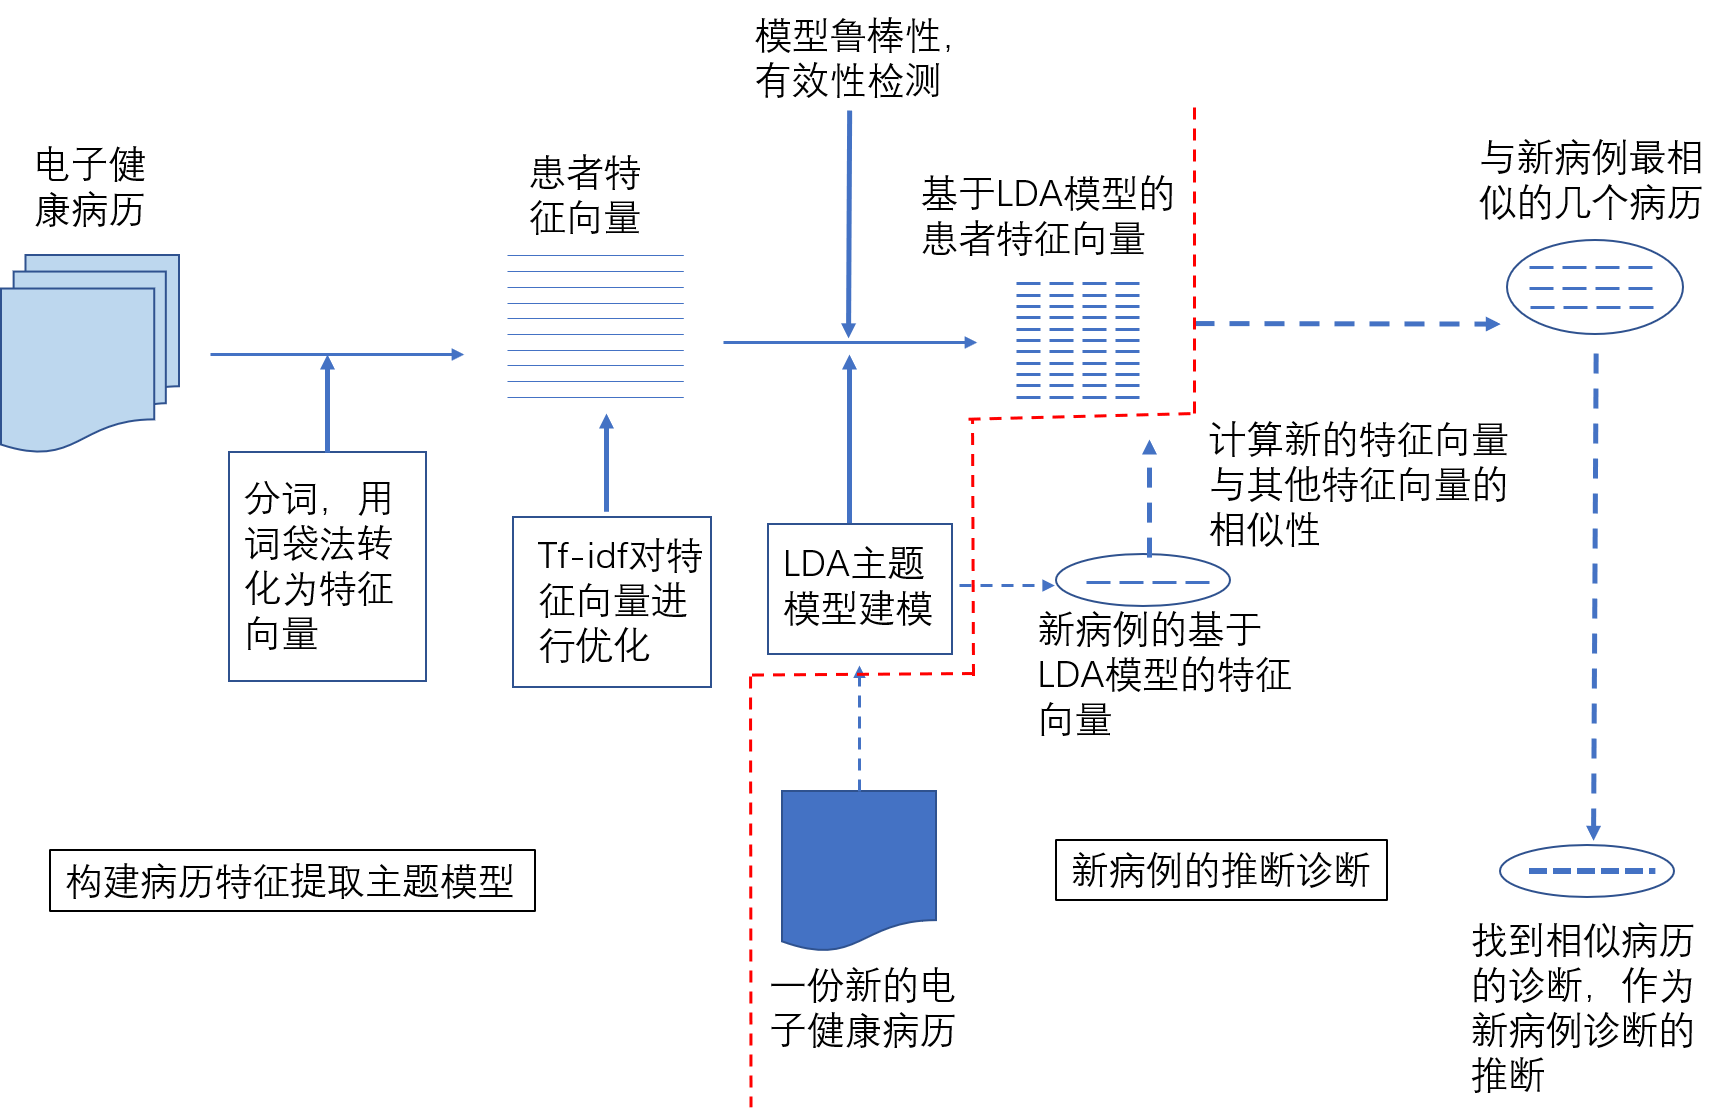 模型鲁棒性,
有效性检测
电子健
康病历
患者特
征向量
基于LDA模型的
患者特征向量
与新病例最相
似的几个病历
分词，用
词袋法转
化为特征
向量
Tf-idf对特
征向量进
行优化
LDA主题
模型建模
计算新的特征向量
与其他特征向量的
相似性
新病例的基于
LDA模型的特征
向量
构建病历特征提取主题模型
新病例的推断诊断
一份新的电
子健康病历
找到相似病历
的诊断，作为
新病例诊断的
推断